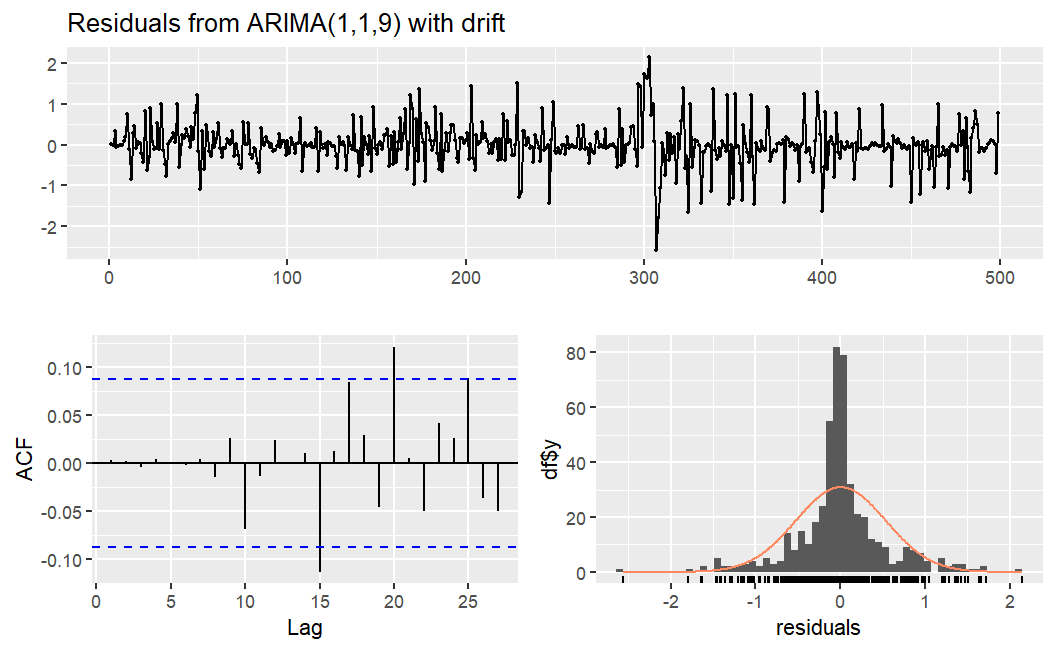 Residuals from ARIMA(1,1,9) with drift
2
1
0
-1
-2
0 100 200 300 400 500
ACF
0.10
0.05
0.00
-0.05
-0.10
0 5 10 15 20 25
Lag
df$y
80
60
40
20
0
-2 -1 0 1 2
residuals